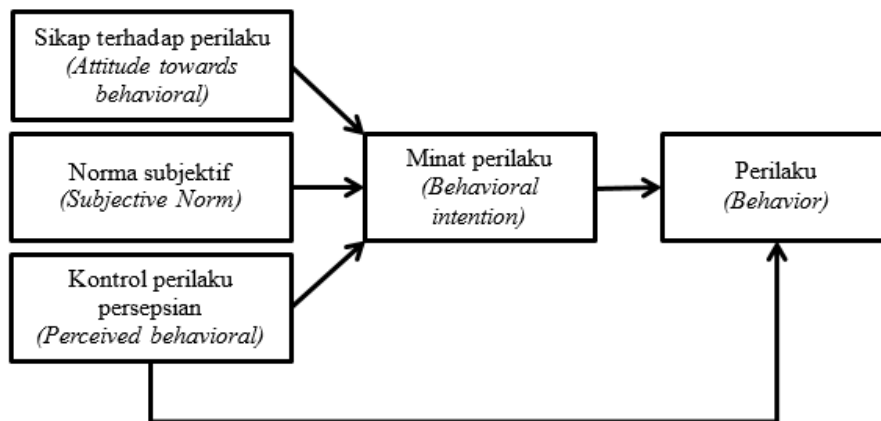 Sikap terhadap perilaku
(Attitude towards
behavioral)
Norma subjektif
(Subjective Norm)
Kontrol perilaku
persepsian
(Perceived behavioral)
Minat perilaku
(Behavioral
intention)
Perilaku
(Behavior)